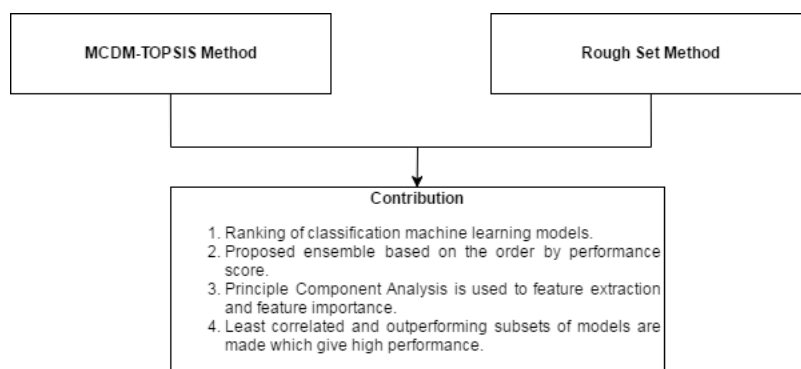 MCDM-TOPSIS Method
Rough Set Method
Contribution
1. Ranking of classification machine learning models.
2. Proposed ensemble based on the order by performance
score.
3. Principle Component Analysis is used to feature extraction
and feature importance.
4. Least correlated and outperforming subsets of models are
made which give high performance.